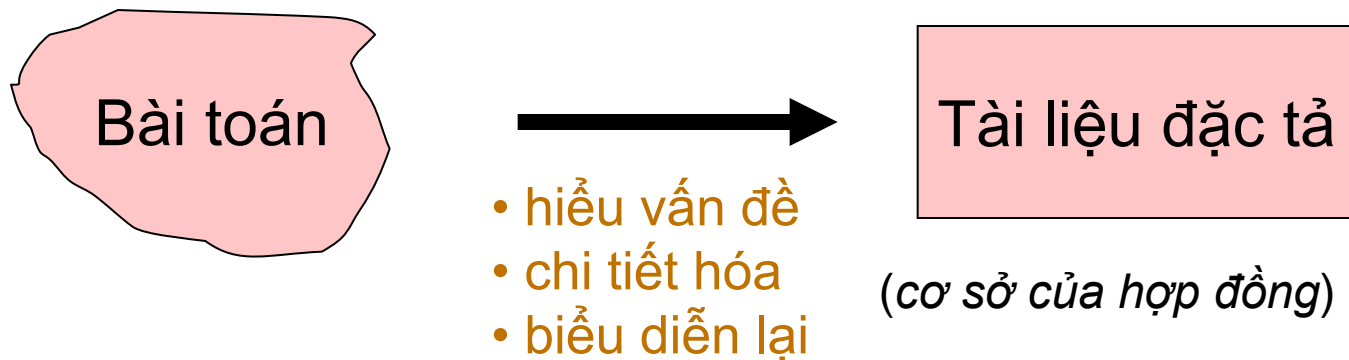 Bài toán
Tài liệu đặc tả
• hiểu vấn đề
• chi tiết hóa
• biểu diễn lại
(cơ sở của hợp đồng)